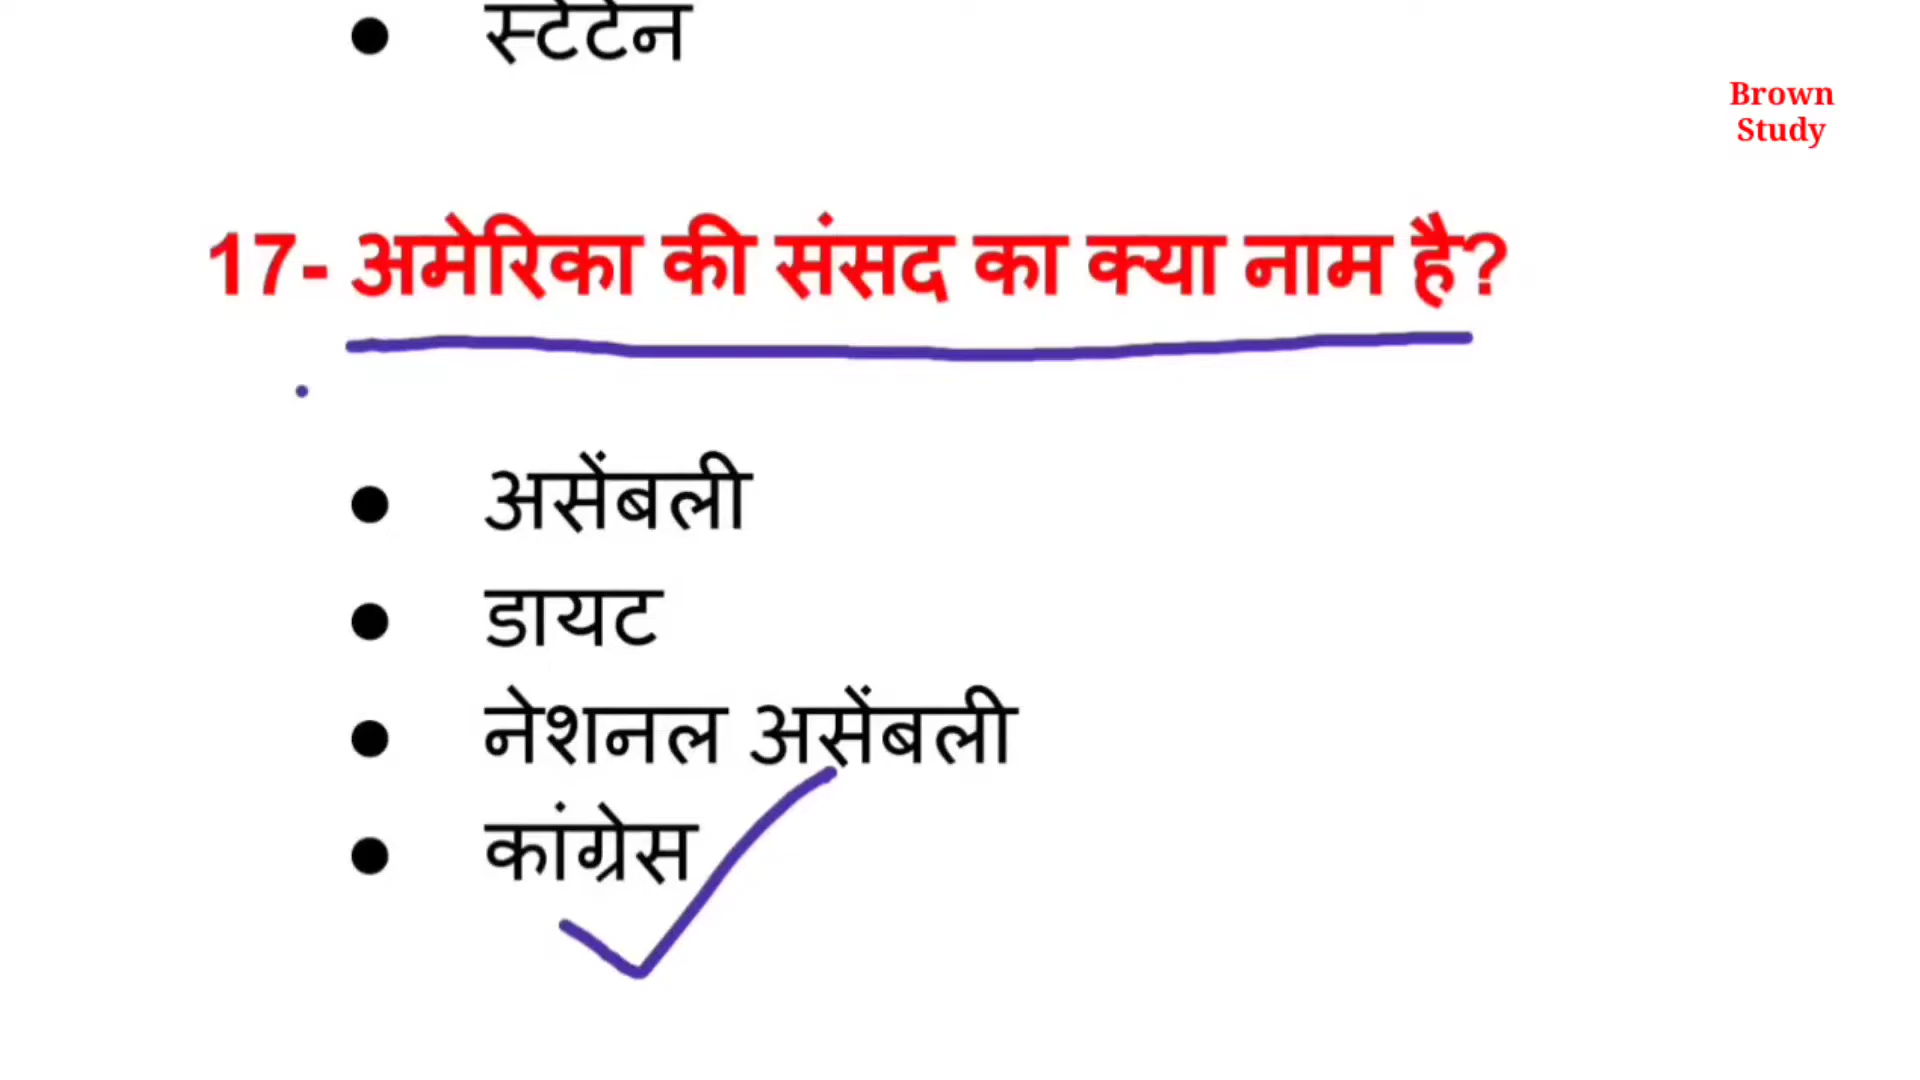 स्टेटेन
Brown
Study
17- अमेरिका की संसद का क्या नाम है?
● असेंबली
● डायट
● नेशनल असेंबली
● कांग्रेस